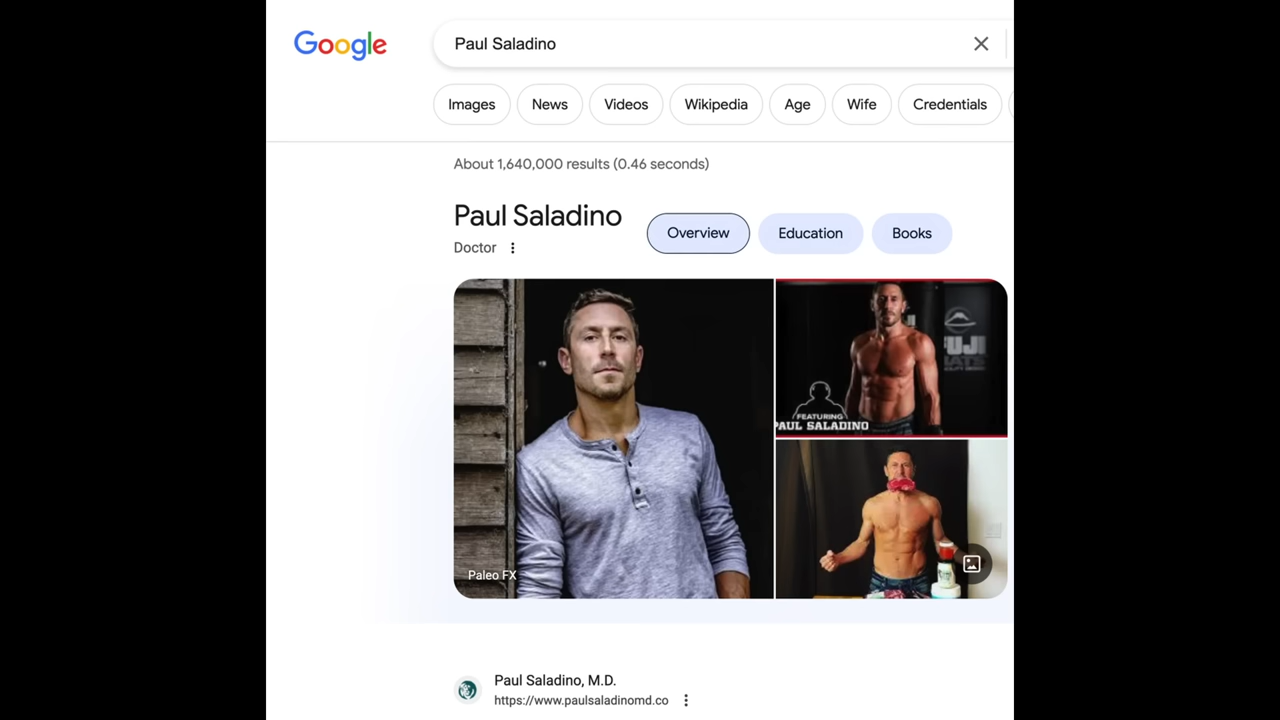 Google
Paul Saladino
Images News Videos Wikipedia Age Wife Credentials
About 1,640,000 results (0.46 seconds)
Paul Saladino
Doctor
Overview Education Books
FUJI
FEATURING
PAUL SALADINO
Paleo FX
Paul Saladino, M.D.
https://www.paulsaladinomd.co